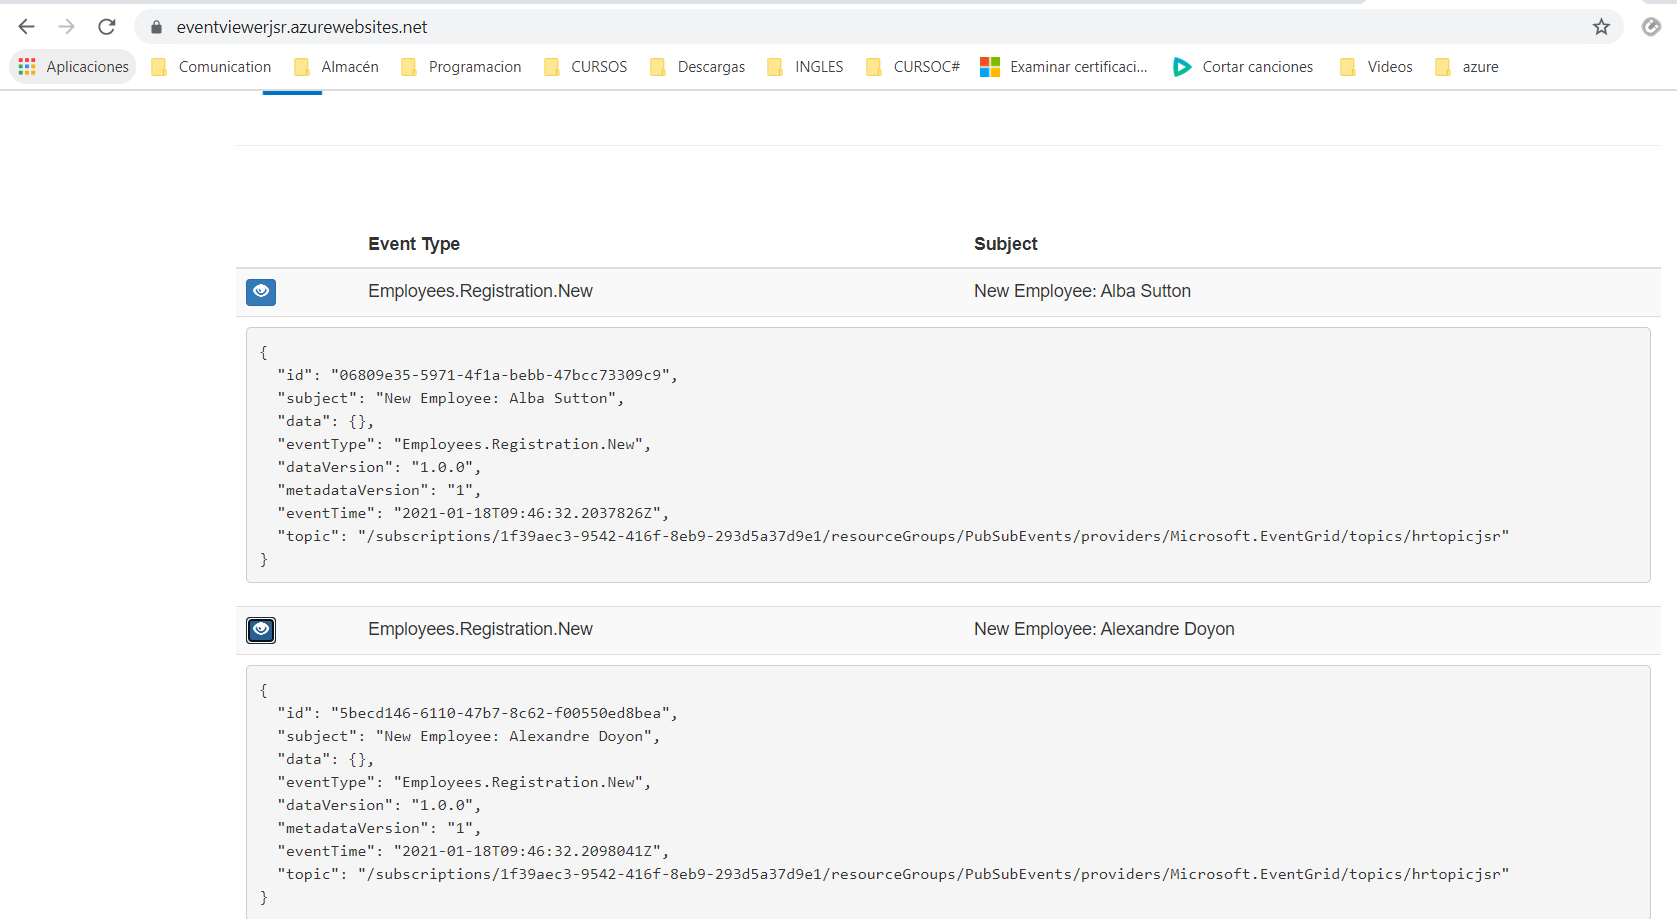 eventviewerjsr.azurewebsites.net
Aplicaciones Comunication Almacén Programacion CURSOS Descargas INGLES CURSOC# Examinar certificaci... Cortar canciones Videos azure
Event Type Subject
Employees.Registration.New New Employee: Alba Sutton
{
"id": "06809e35-5971-4f1a-bebb-47bcc73309c9",
"subject": "New Employee: Alba Sutton",
"data": {},
"eventType": "Employees.Registration.New",
"dataVersion": "1.0.0",
"metadataVersion": "1",
"eventTime": "2021-01-18T09:46:32.2037826Z",
"topic": "/subscriptions/1f39aec3-9542-416f-8eb9-293d5a37d9e1/resourceGroups/PubSubEvents/providers/Microsoft.EventGrid/topics/hrtopicjsr"
}
Employees.Registration.New New Employee: Alexandre Doyon
{
"id": "5becd146-6110-47b7-8c62-f00550ed8bea",
"subject": "New Employee: Alexandre Doyon",
"data": {},
"eventType": "Employees.Registration.New",
"dataVersion": "1.0.0",
"metadataVersion": "1",
"eventTime": "2021-01-18T09:46:32.2098041Z",
"topic": "/subscriptions/1f39aec3-9542-416f-8eb9-293d5a37d9e1/resourceGroups/PubSubEvents/providers/Microsoft.EventGrid/topics/hrtopicjsr"
}